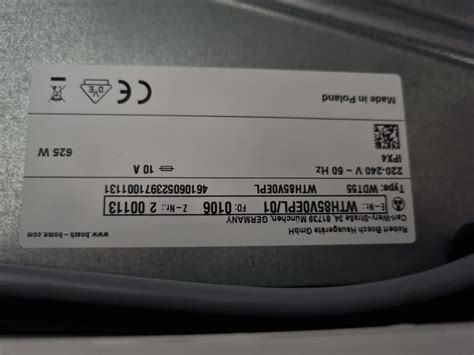 Robert Bosch Hausgeräte GmbH
Carl-Wery-Straße 34, 81739 München, GERMANY
www.bosch-home.com
E-Nr.: WTH85V0EPL/01 FD: 0106 Z-Nr.: 2 00113
Type: WDT55 WTH85V0EPL 461060523971001131
220-240 V ~ 50 Hz 10 A 625 W
IPX4
Made in Poland
DVE